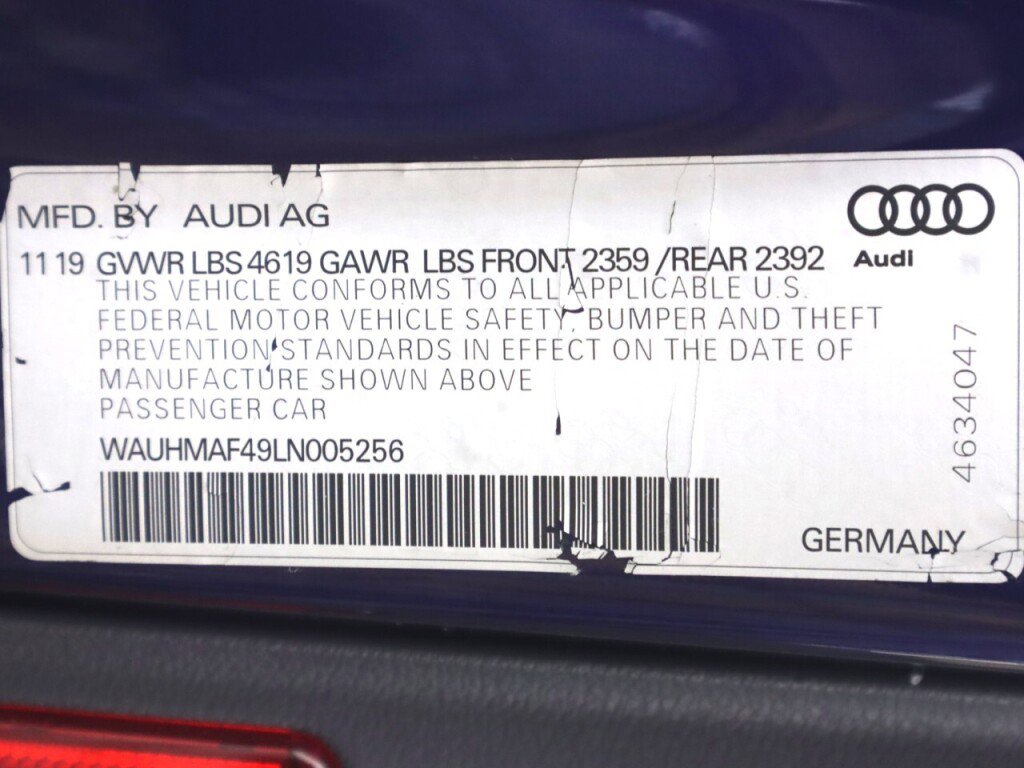 MFD. BY AUDI AG
Audi
11 19 GVWR LBS 4619 GAWR LBS FRONT 2359 /REAR 2392
THIS VEHICLE CONFORMS TO ALL APPLICABLE U.S.
FEDERAL MOTOR VEHICLE SAFETY, BUMPER AND THEFT
PREVENTION STANDARDS IN EFFECT ON THE DATE OF
MANUFACTURE SHOWN ABOVE
PASSENGER CAR
WAUHMAF49LN005256
46334047
GERMANY